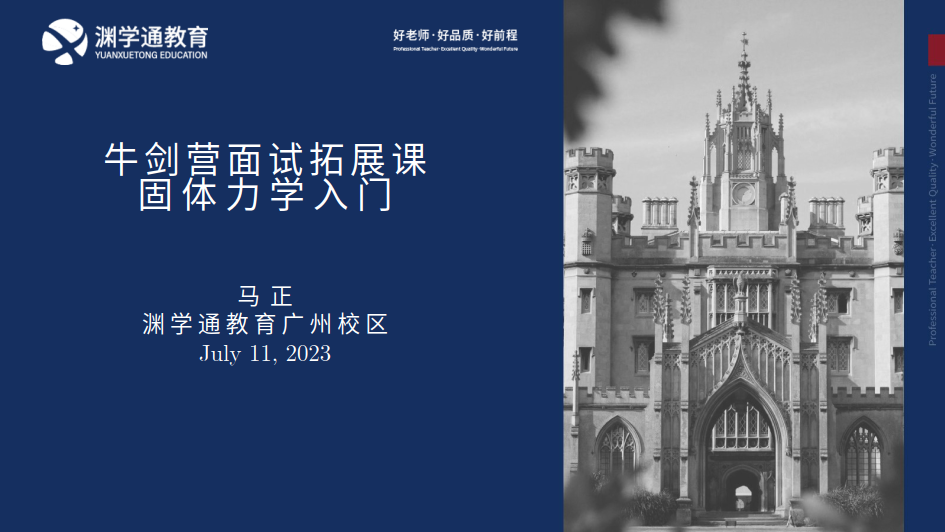 渊学通教育
YUANXUETONG EDUCATION
好老师·好品质·好前程
Professional Teacher·Excellent Quality·Wonderful Future
牛剑营面试拓展课
固体力学入门
马正
渊学通教育广州校区
July 11, 2023
Professional Teacher·Excellent Quality·Wonderful Future